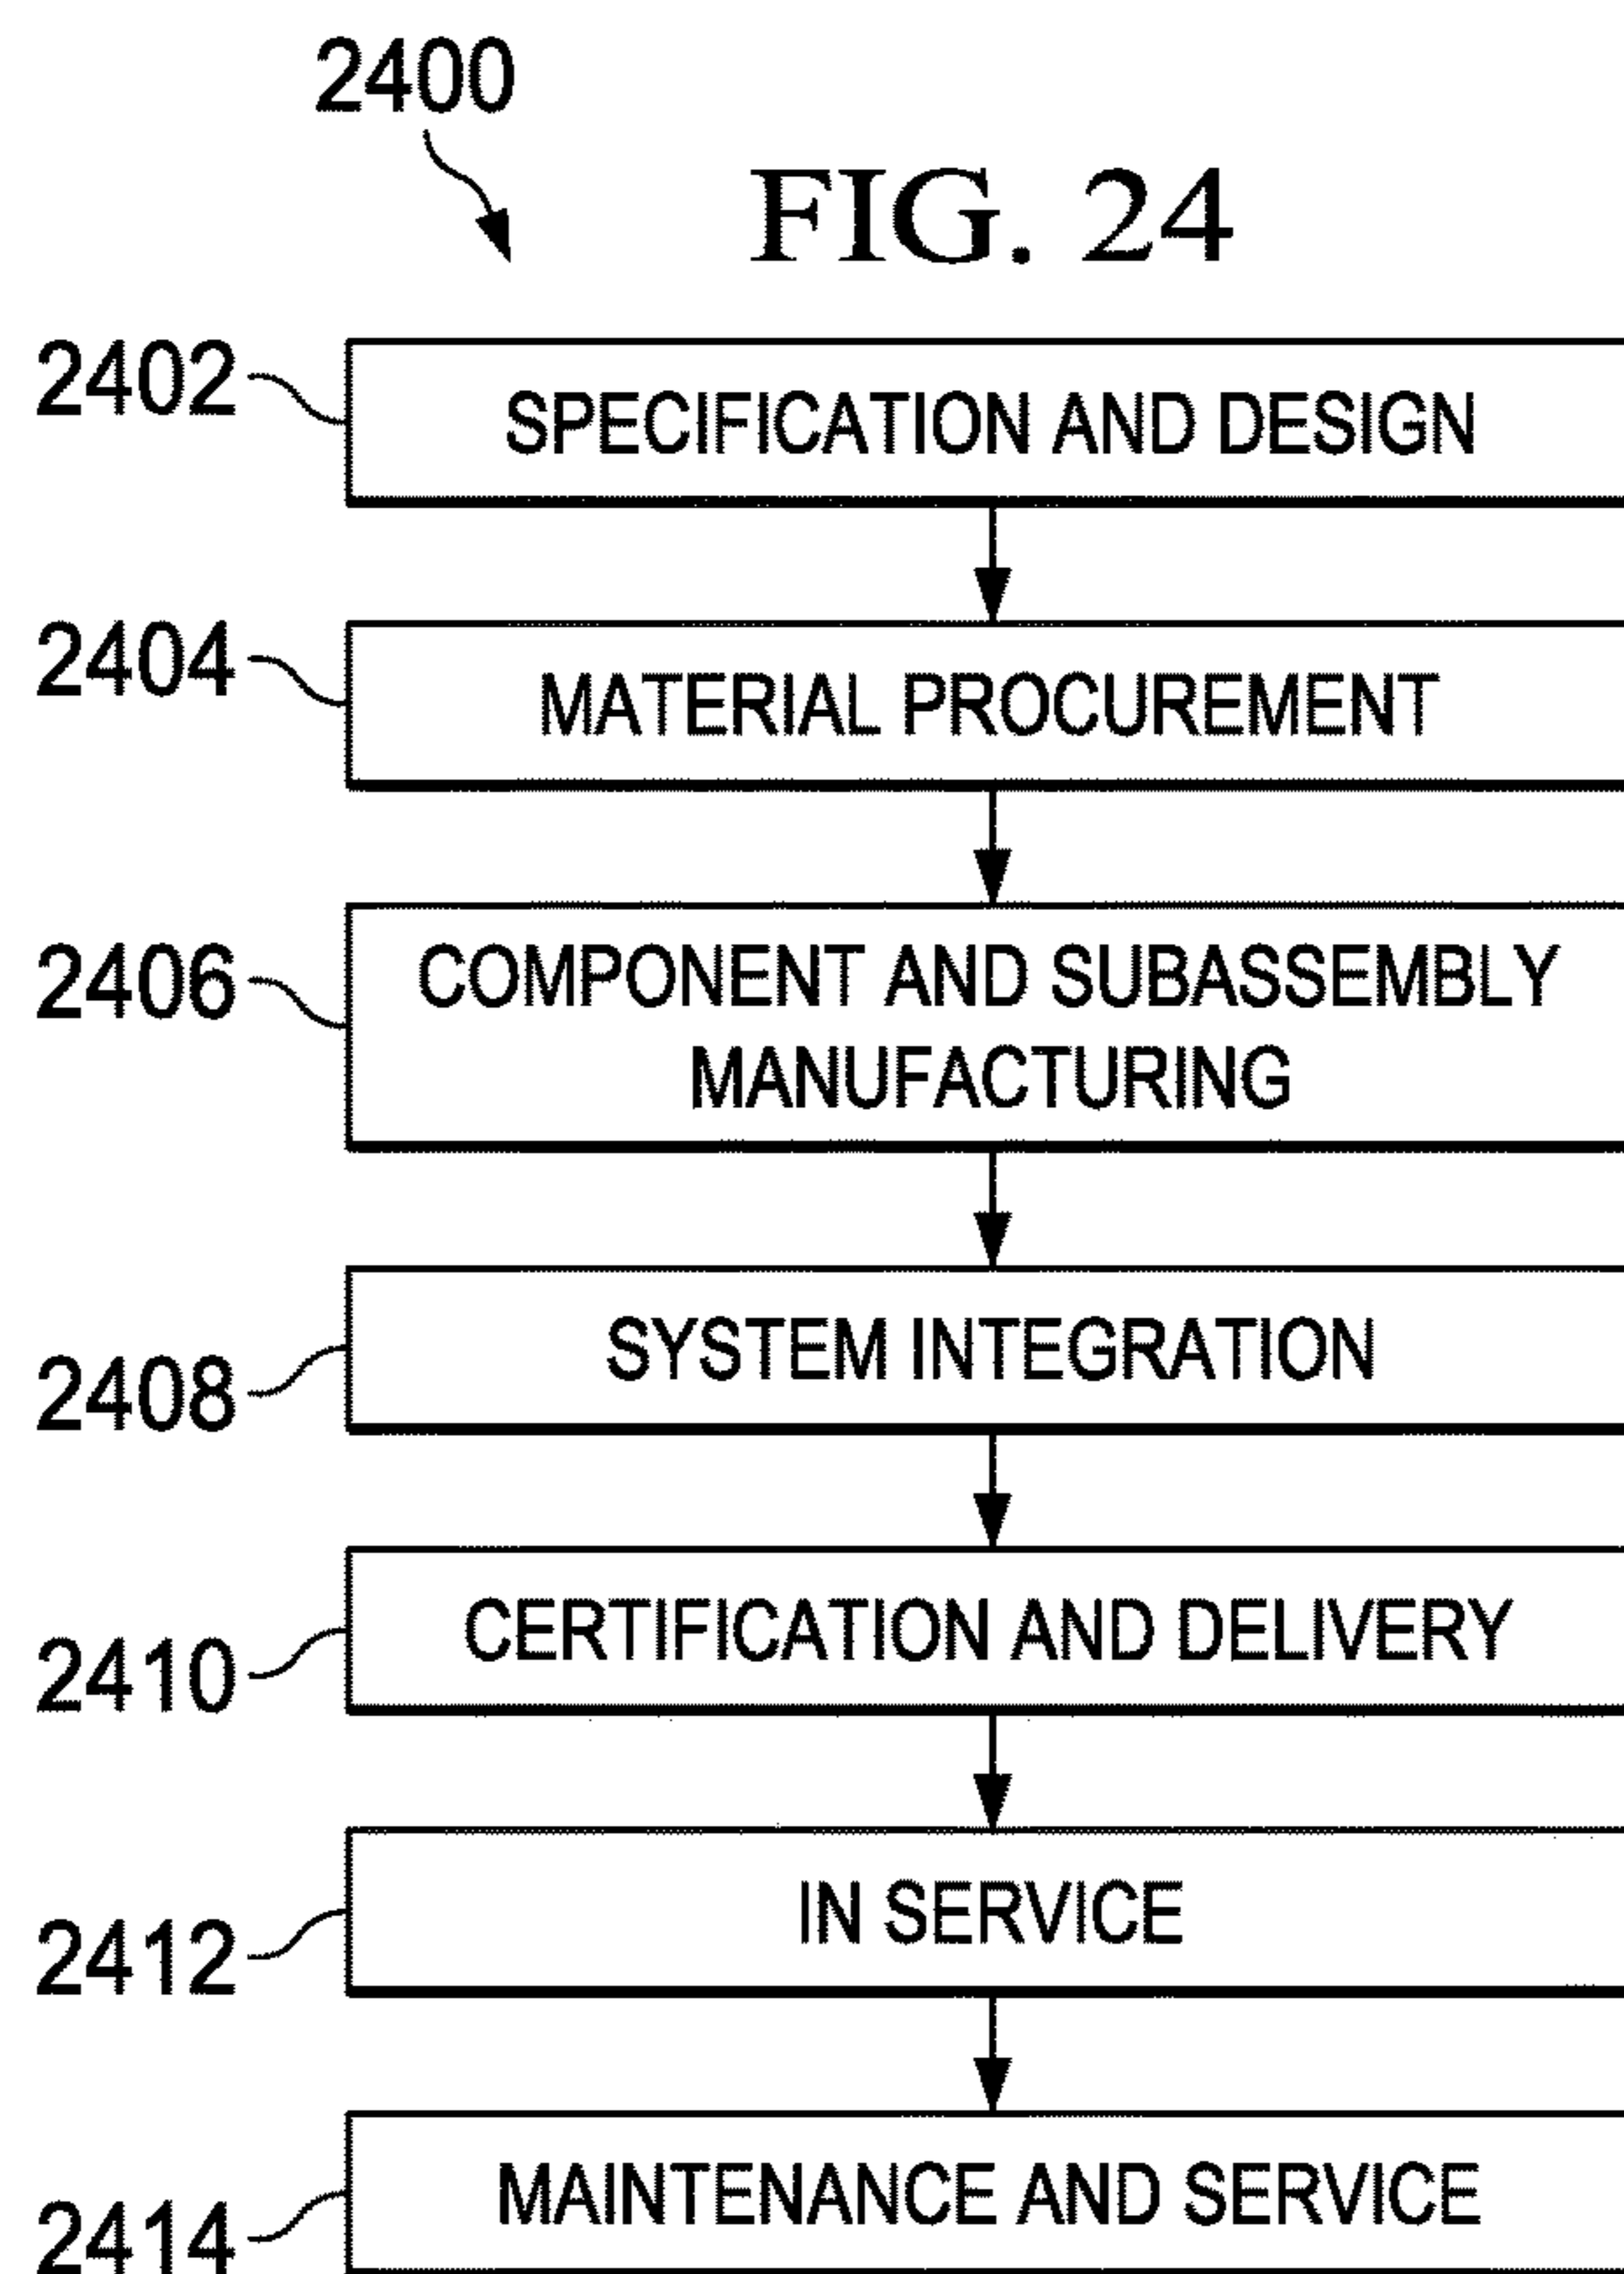 2400
FIG. 24
2402
SPECIFICATION AND DESIGN
2404
MATERIAL PROCUREMENT
2406
COMPONENT AND SUBASSEMBLY
MANUFACTURING
2408
SYSTEM INTEGRATION
2410
CERTIFICATION AND DELIVERY
2412
IN SERVICE
2414
MAINTENANCE AND SERVICE